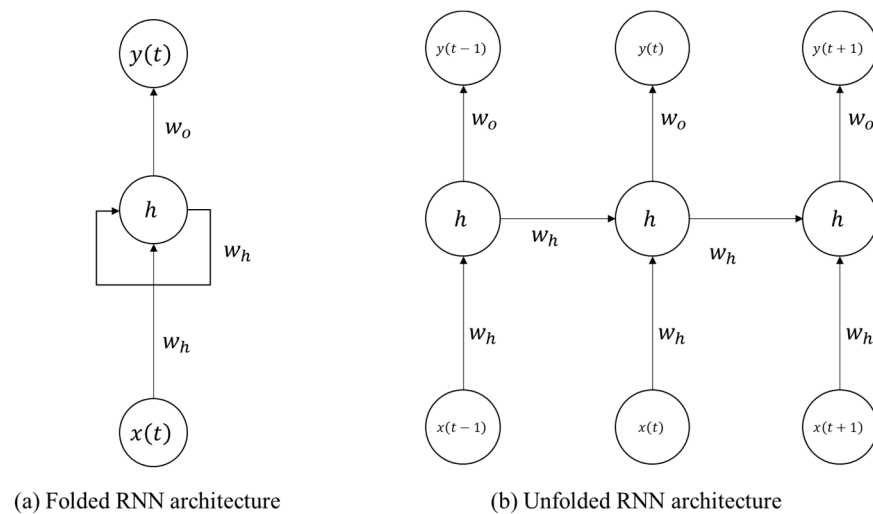 y(t)
w_o
h
w_h
w_h
x(t)
(a) Folded RNN architecture
y(t − 1) y(t) y(t + 1)
w_o w_o w_o
h h h
w_h w_h
w_h w_h w_h
x(t − 1) x(t) x(t + 1)
(b) Unfolded RNN architecture